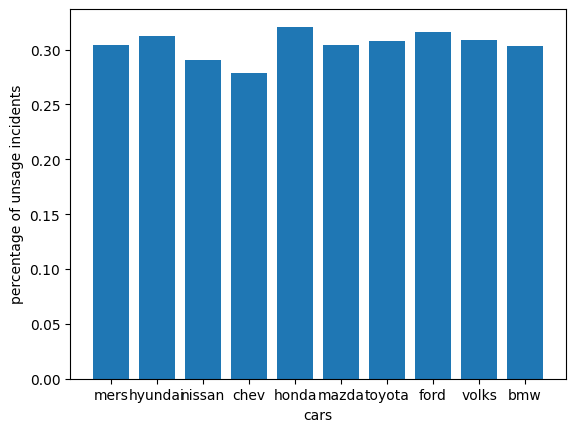 percentage of unsage incidents
0.30
0.25
0.20
0.15
0.10
0.05
0.00
mers hyundai nissan chev honda mazda toyota ford volks bmw
cars